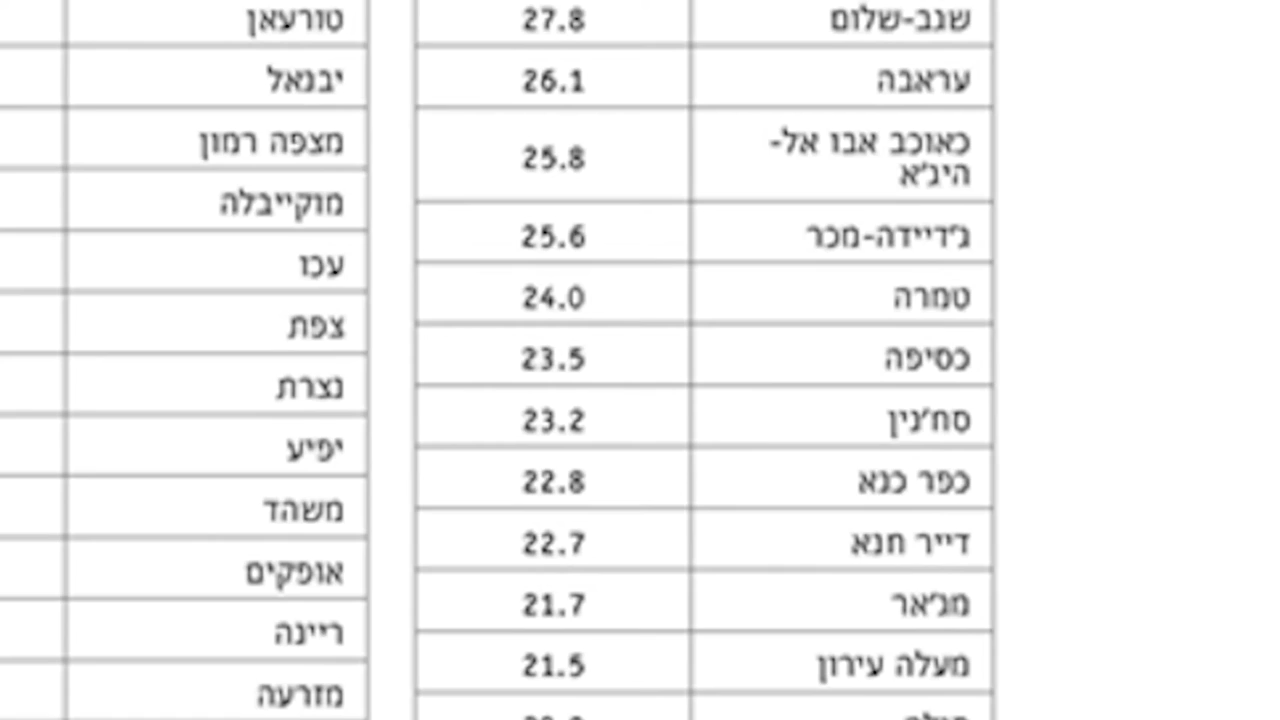 שגב-שלום 27.8
עראבה 26.1
כאוכב אבו אל-
היג'א 25.8
ג'דיידה-מכר 25.6
טמרה 24.0
כסיפה 23.5
סח'נין 23.2
כפר כנא 22.8
דייר חנא 22.7
מג'אר 21.7
מעלה עירון 21.5
טורעאן
יבנאל
מצפה רמון
מוקייבלה
עכו
צפת
נצרת
יפיע
משהד
אופקים
ריינה
מזרעה